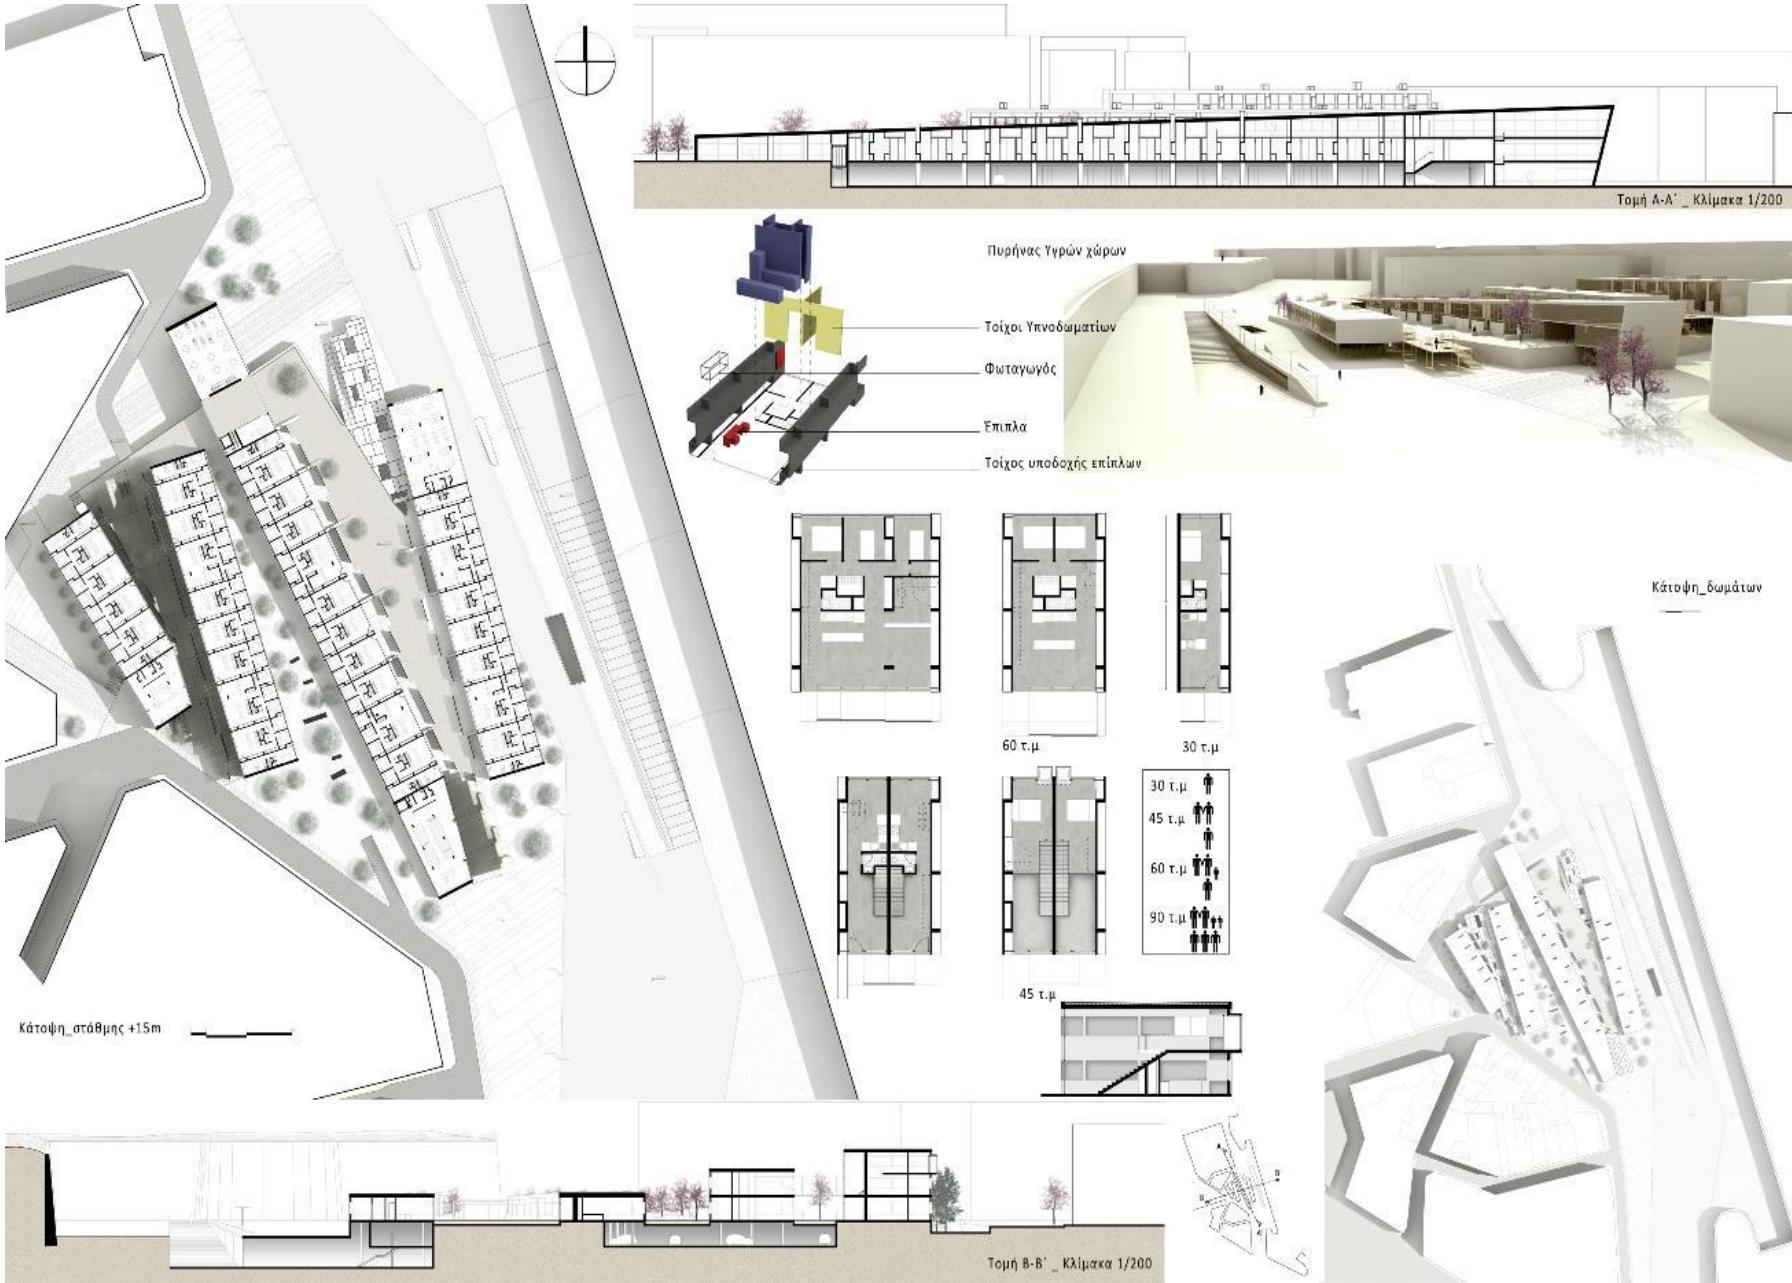 Τομή Α-Α' _ Κλίμακα 1/200
Πυρήνας Υγρών χώρων
Τοίχοι Υπνοδωματίων
Φωταγωγός
Έπιπλα
Τοίχος υποδοχής επίπλων
Κάτοψη_δωμάτων
60 τ.μ
30 τ.μ
30 τ.μ
45 τ.μ
60 τ.μ
90 τ.μ
45 τ.μ
Κάτοψη_στάθμης +15m
Τομή Β-Β' _ Κλίμακα 1/200